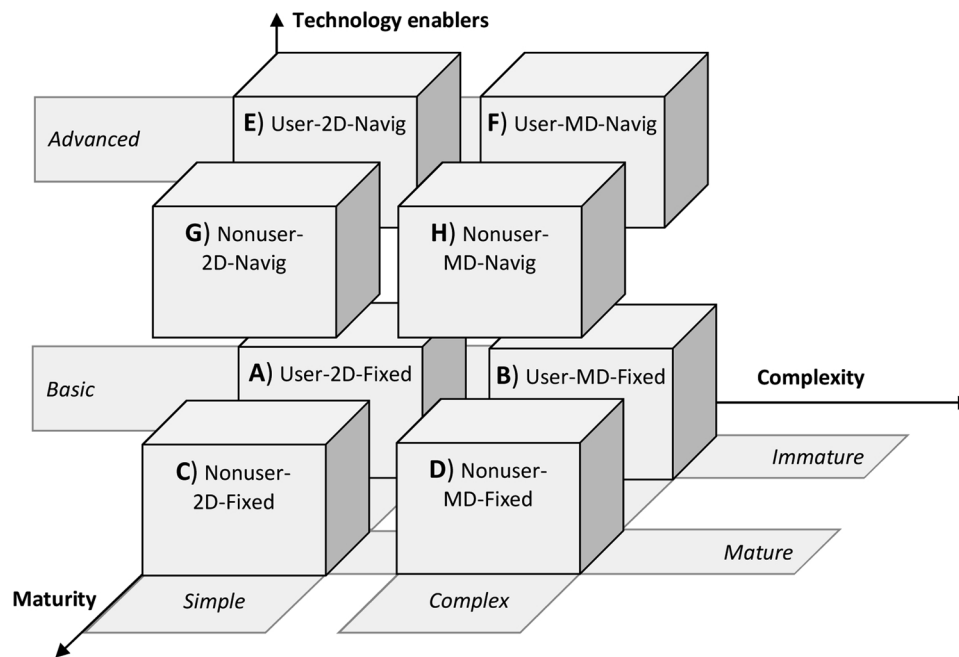 Technology enablers
E) User-2D-Navig
F) User-MD-Navig
Advanced
G) Nonuser-
2D-Navig
H) Nonuser-
MD-Navig
A) User-2D-Fixed
B) User-MD-Fixed
Basic
Complexity
C) Nonuser-
2D-Fixed
D) Nonuser-
MD-Fixed
Immature
Mature
Maturity
Simple
Complex